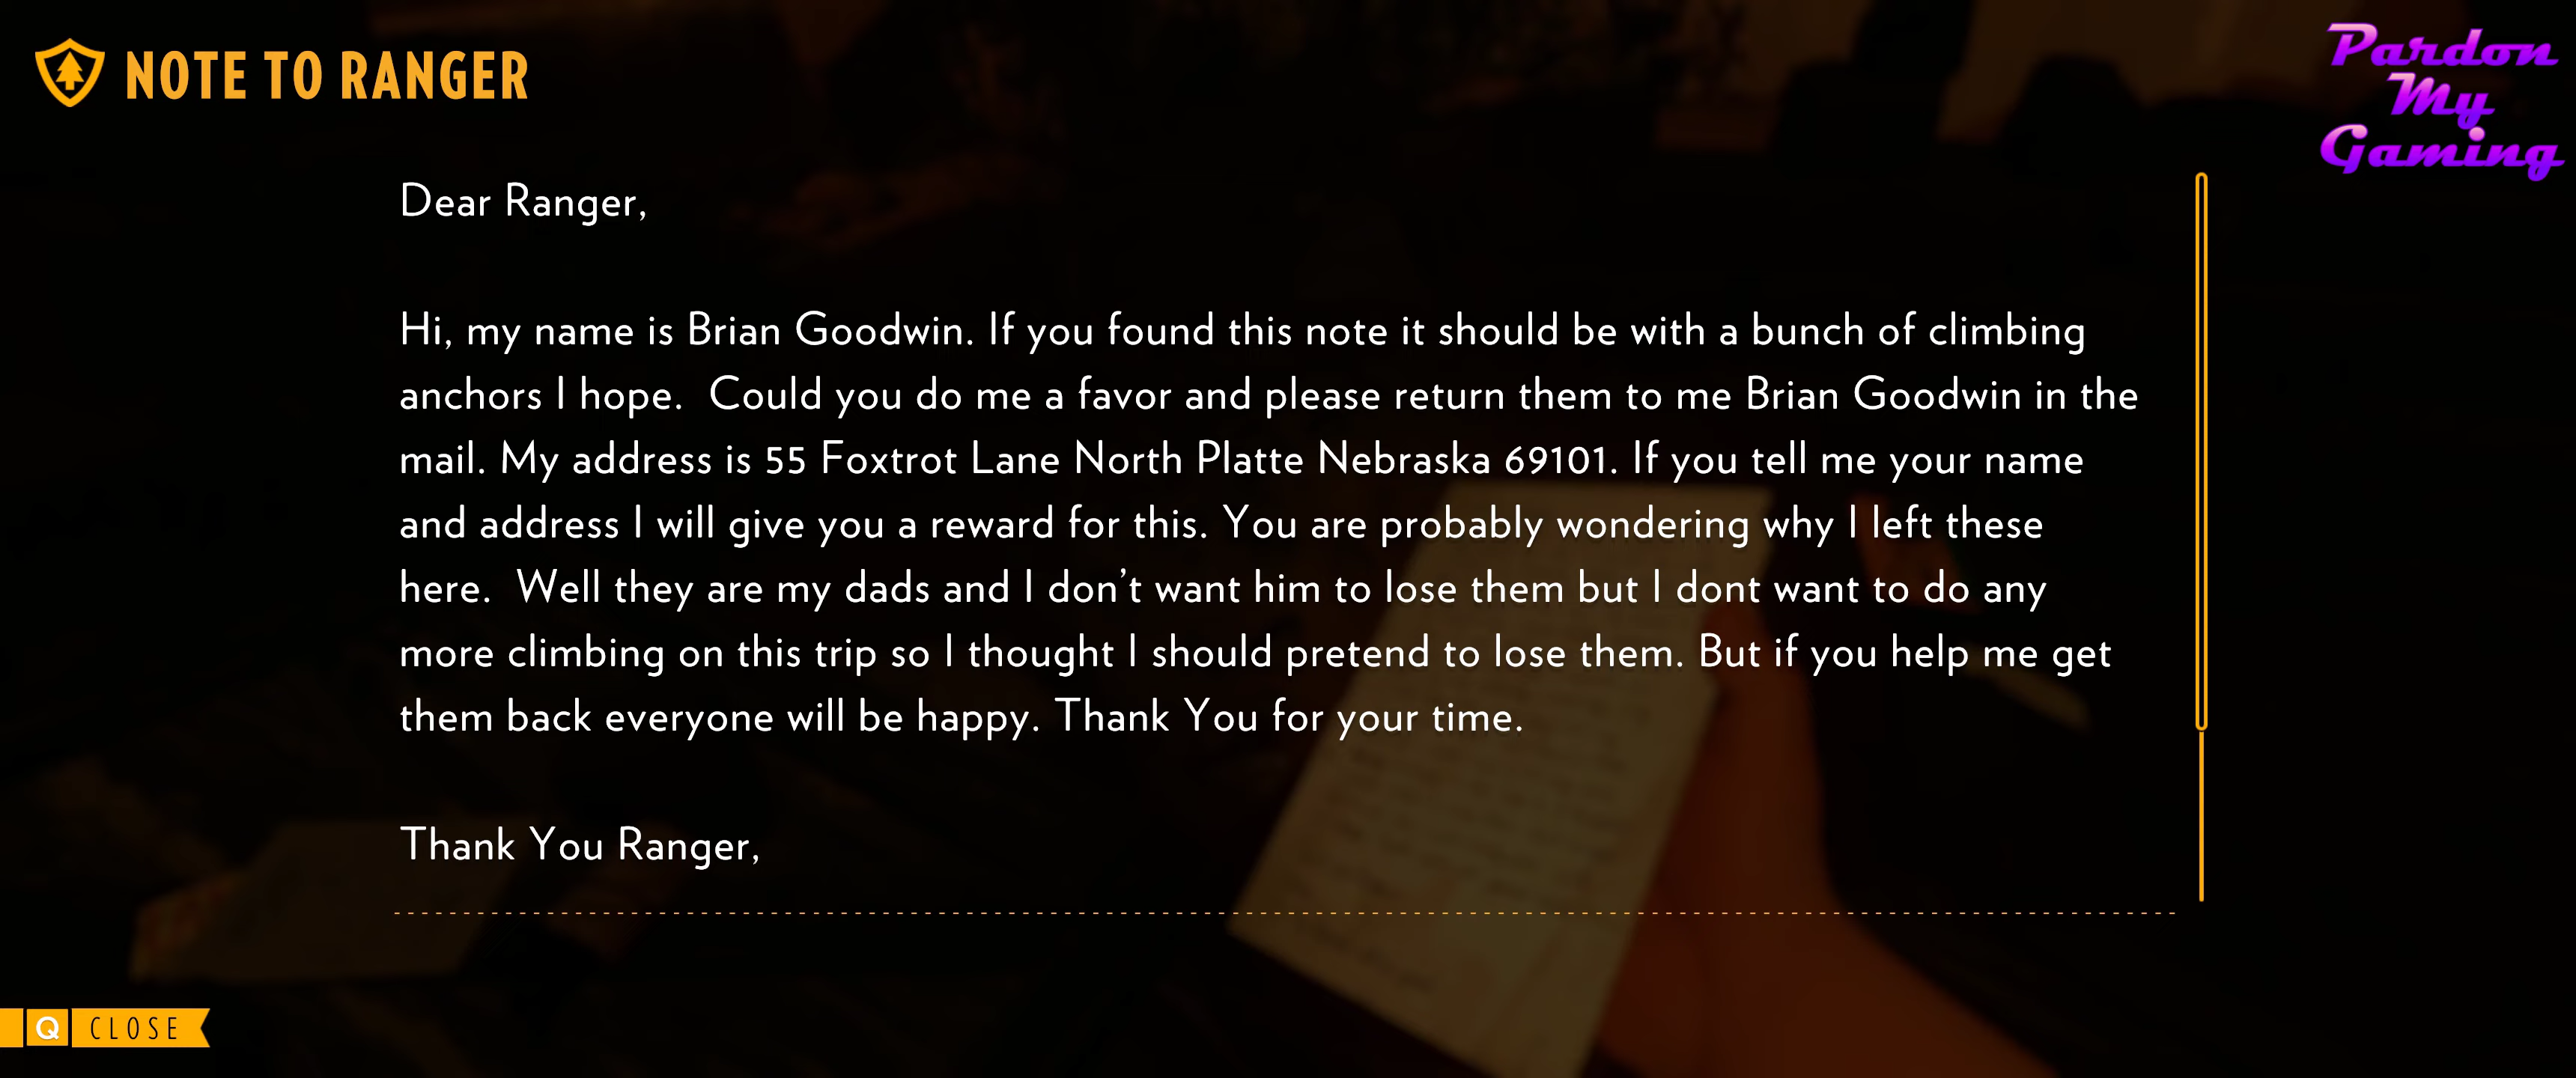 NOTE TO RANGER
Pardon
My
Gaming
Dear Ranger,
Hi, my name is Brian Goodwin. If you found this note it should be with a bunch of climbing
anchors I hope.  Could you do me a favor and please return them to me Brian Goodwin in the
mail. My address is 55 Foxtrot Lane North Platte Nebraska 69101. If you tell me your name
and address I will give you a reward for this. You are probably wondering why I left these
here.  Well they are my dads and I don’t want him to lose them but I dont want to do any
more climbing on this trip so I thought I should pretend to lose them. But if you help me get
them back everyone will be happy. Thank You for your time.
Thank You Ranger,
Q CLOSE